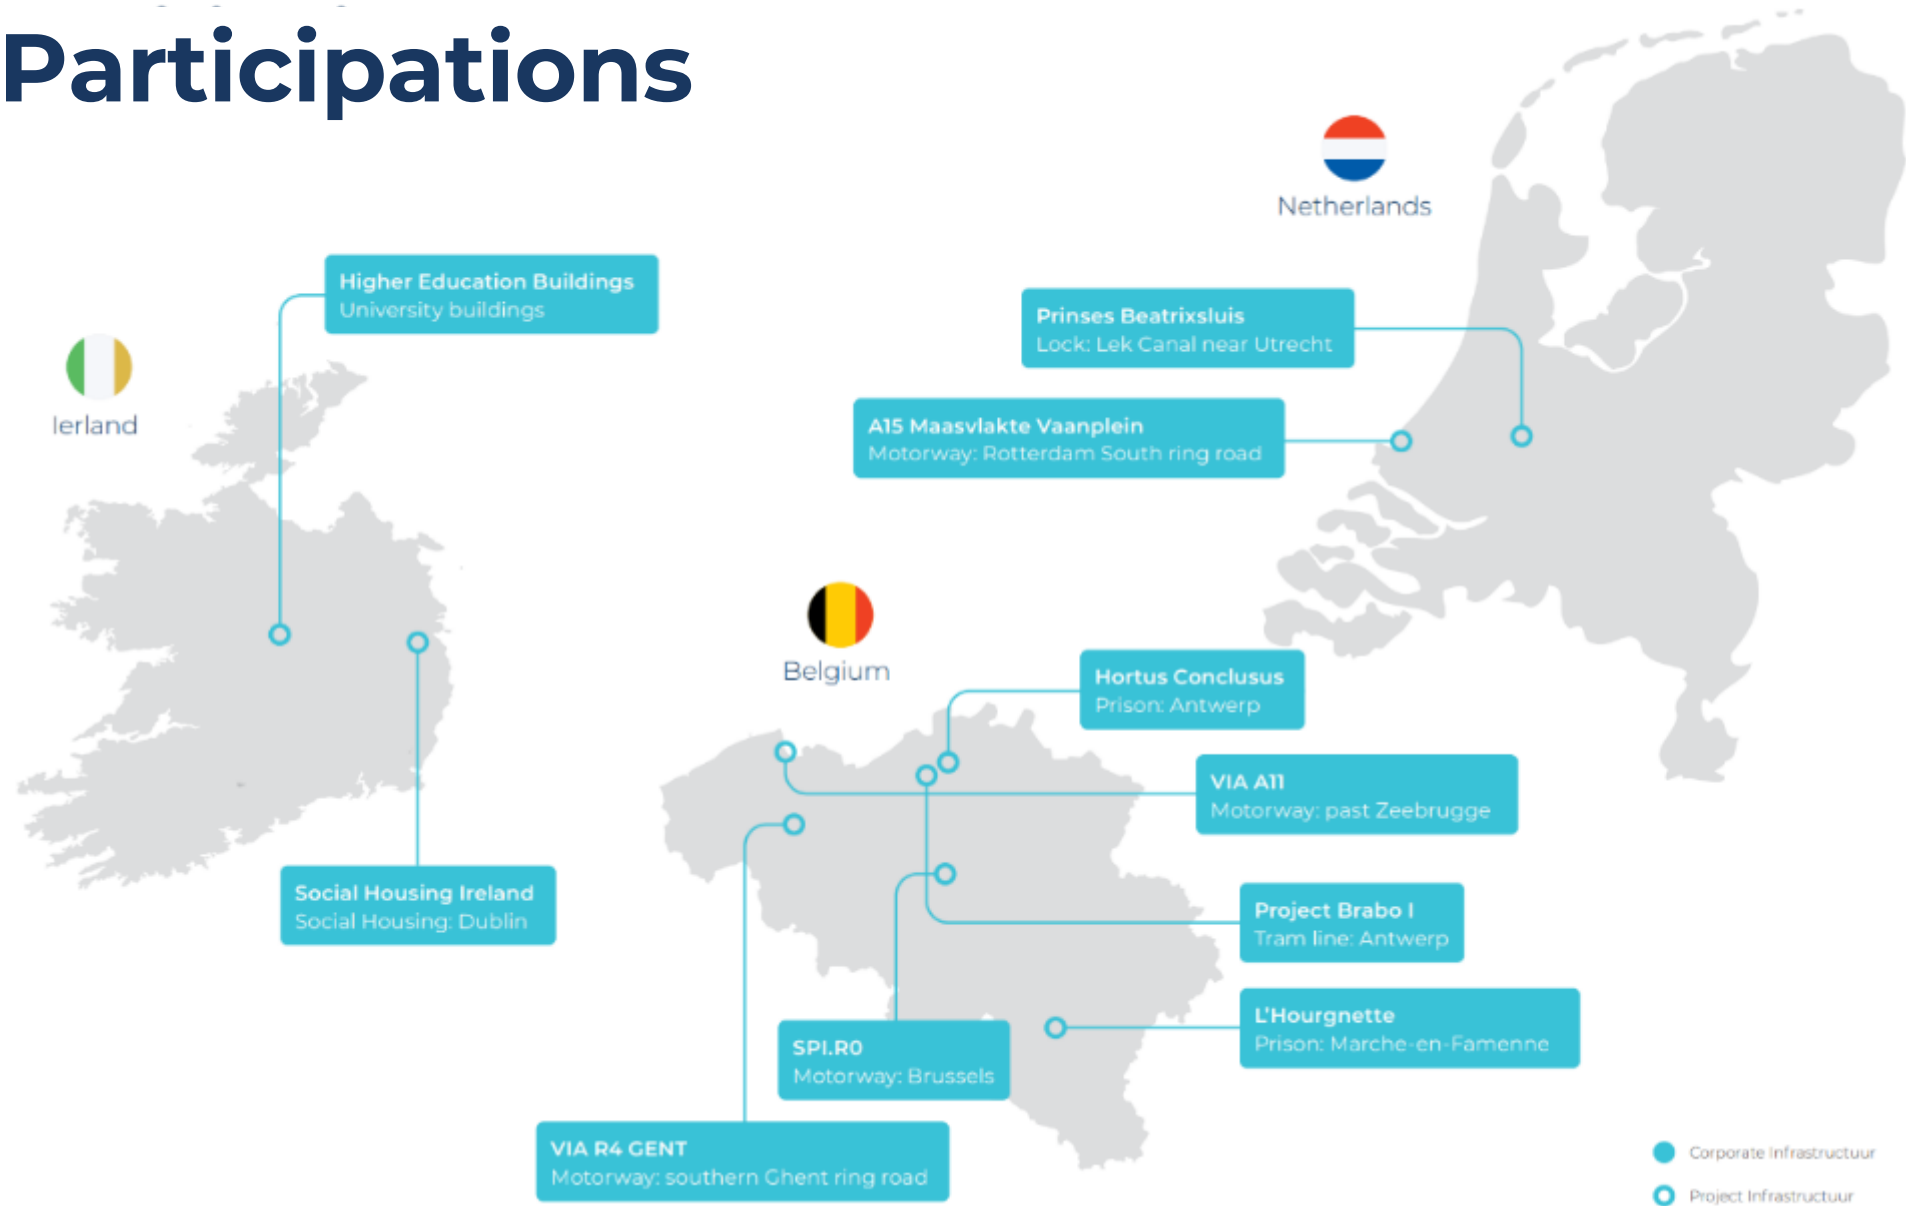 Participations
Netherlands
Higher Education Buildings
University buildings
Prinses Beatrixsluis
Lock: Lek Canal near Utrecht
Ierland
A15 Maasvlakte Vaanplein
Motorway: Rotterdam South ring road
Belgium
Hortus Conclusus
Prison: Antwerp
VIA A11
Motorway: past Zeebrugge
Social Housing Ireland
Social Housing: Dublin
Project Brabo I
Tram line: Antwerp
L'Hourgnette
Prison: Marche-en-Famenne
SPI.R0
Motorway: Brussels
VIA R4 GENT
Motorway: southern Ghent ring road
Corporate Infrastructuur
Project Infrastructuur